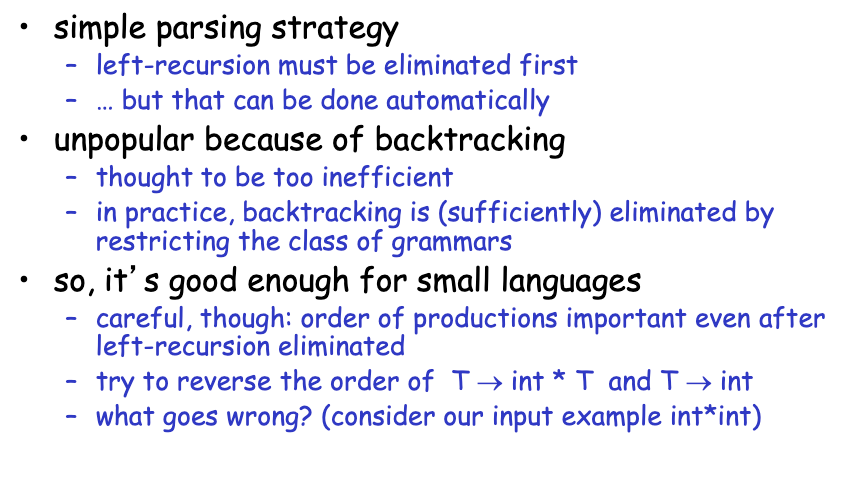 • simple parsing strategy
– left-recursion must be eliminated first
– … but that can be done automatically
• unpopular because of backtracking
– thought to be too inefficient
– in practice, backtracking is (sufficiently) eliminated by
restricting the class of grammars
• so, it’s good enough for small languages
– careful, though: order of productions important even after
left-recursion eliminated
– try to reverse the order of T → int * T and T → int
– what goes wrong? (consider our input example int*int)